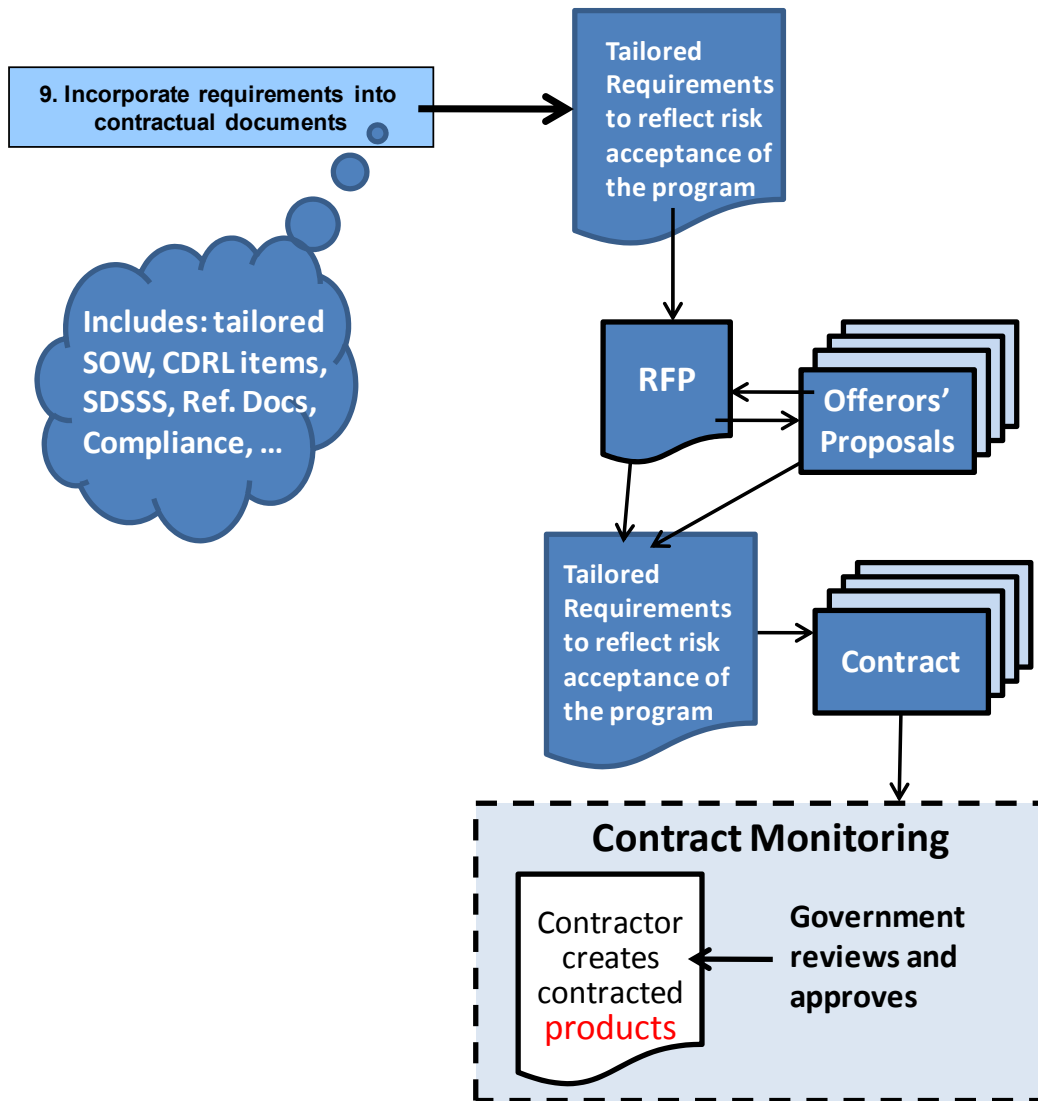 Tailored
Requirements
to reflect risk
acceptance of
the program
9. Incorporate requirements into
contractual documents
Includes: tailored
SOW, CDRL items,
SDSSS, Ref. Docs,
Compliance, ...
RFP
Offerors’
Proposals
Tailored
Requirements
to reflect risk
acceptance of
the program
Contract
Contract Monitoring
Contractor
creates
contracted
products
Government
reviews and
approves